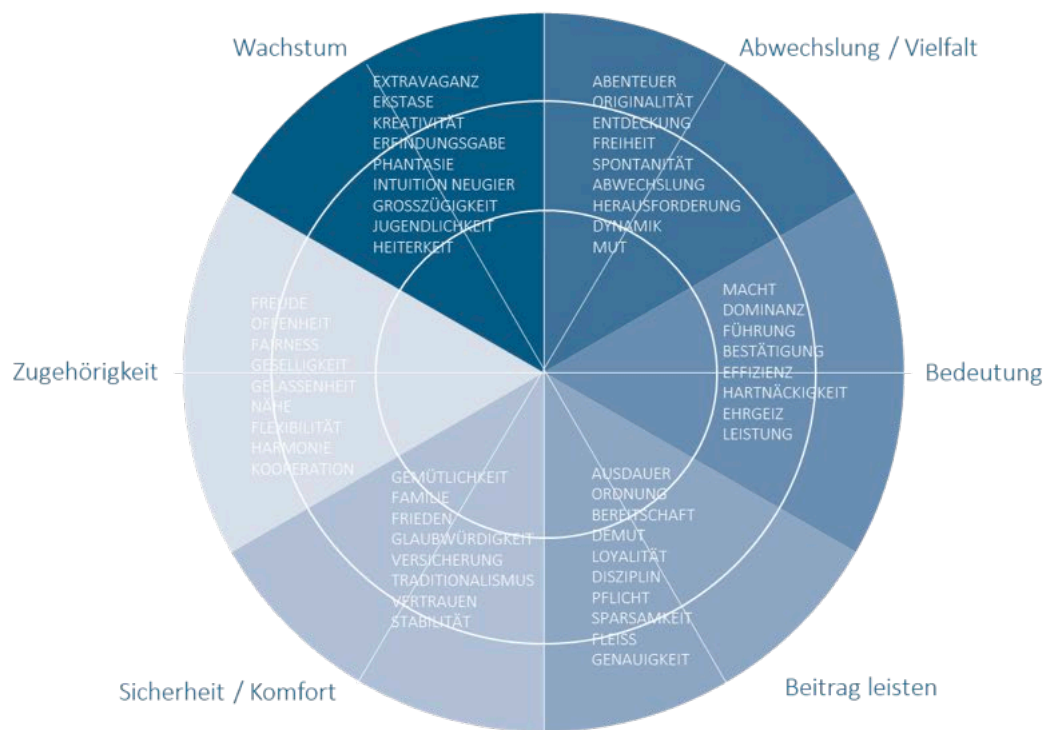 Wachstum
EXTRAVAGANZ
EKSTASE
KREATIVITÄT
ERFINDUNGSGABE
PHANTASIE
INTUITION NEUGIER
GROSSZÜGIGKEIT
JUGENDLICHKEIT
HEITERKEIT
Abwechslung / Vielfalt
ABENTEUER
ORIGINALITÄT
ENTDECKUNG
FREIHEIT
SPONTANITÄT
ABWECHSLUNG
HERAUSFORDERUNG
DYNAMIK
MUT
Bedeutung
MACHT
DOMINANZ
FÜHRUNG
BESTÄTIGUNG
EFFIZIENZ
HARTNÄCKIGKEIT
EHRGEIZ
LEISTUNG
Beitrag leisten
AUSDAUER
ORDNUNG
BEREITSCHAFT
DEMUT
LOYALITÄT
DISZIPLIN
PFLICHT
SPARSAMKEIT
FLEISS
GENAUIGKEIT
Sicherheit / Komfort
GEMÜTLICHKEIT
FAMILIE
FRIEDEN
GLAUBWÜRDIGKEIT
VERSICHERUNG
TRADITIONALISMUS
VERTRAUEN
STABILITÄT
Zugehörigkeit
FREUDE
OFFENHEIT
FAIRNESS
GESELLIGKEIT
GELASSENHEIT
NÄHE
FLEXIBILITÄT
HARMONIE
KOOPERATION